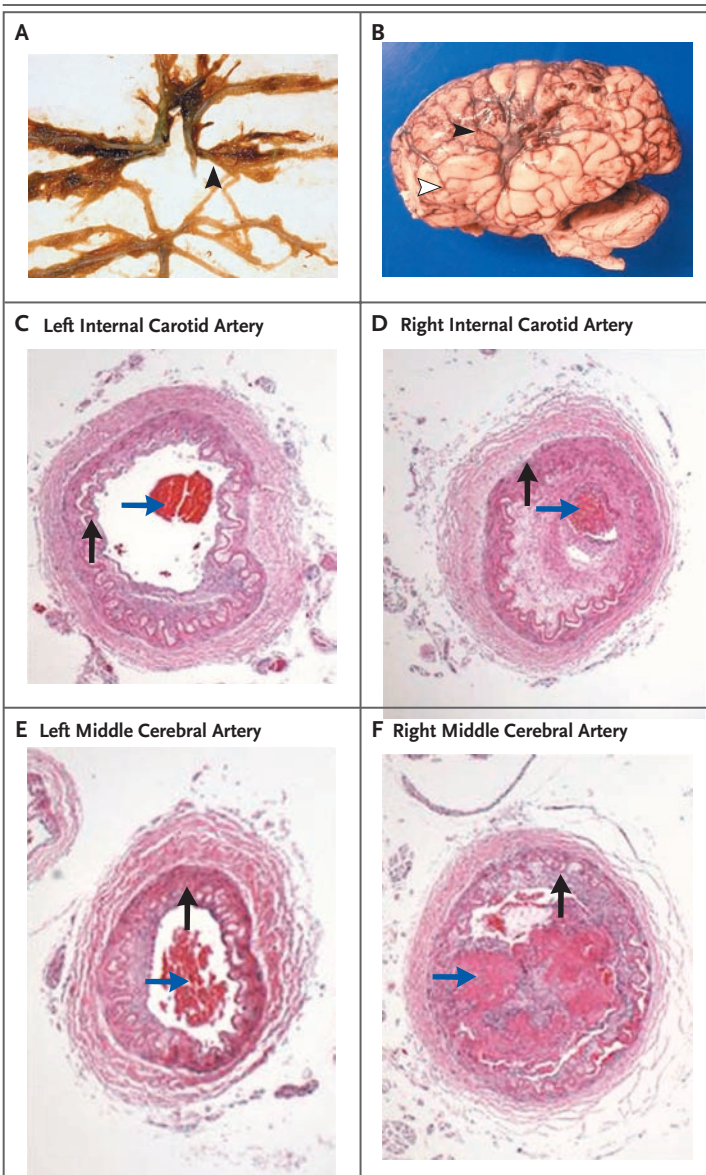 A
B
C Left Internal Carotid Artery
D Right Internal Carotid Artery
E Left Middle Cerebral Artery
F Right Middle Cerebral Artery